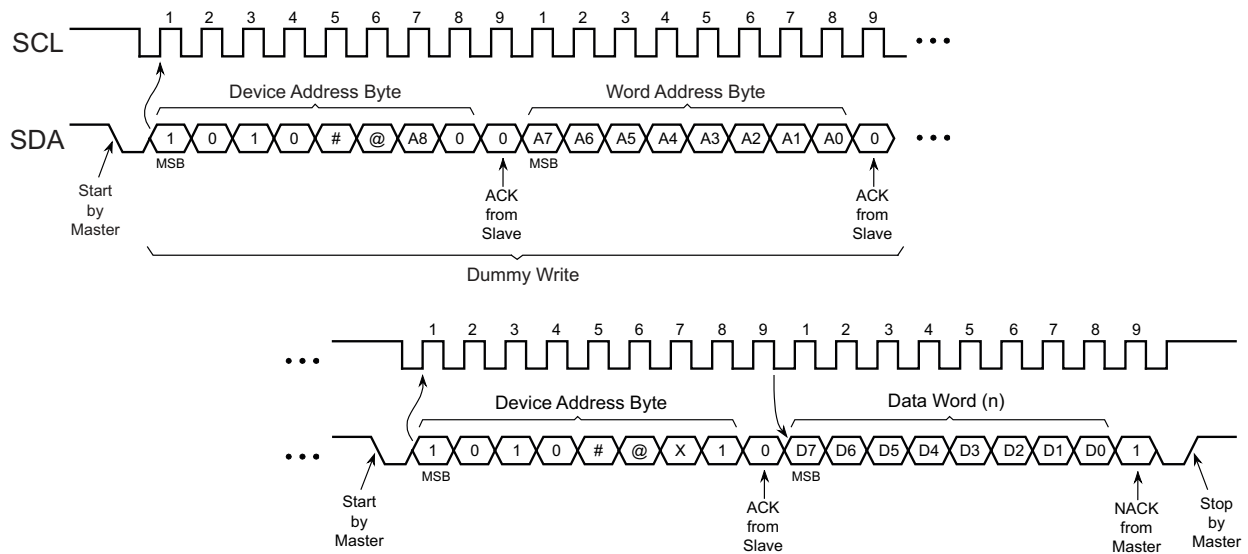 1 2 3 4 5 6 7 8 9 1 2 3 4 5 6 7 8 9
SCL
Device Address Byte Word Address Byte
SDA 1 0 1 0 # @ A8 0 0 A7 A6 A5 A4 A3 A2 A1 A0 0
MSB MSB
Start by Master
ACK from Slave
ACK from Slave
Dummy Write
1 2 3 4 5 6 7 8 9 1 2 3 4 5 6 7 8 9
Device Address Byte Data Word (n)
1 0 1 0 # @ X 1 0 D7 D6 D5 D4 D3 D2 D1 D0 1
MSB MSB
Start by Master
ACK from Slave
NACK from Master
Stop by Master